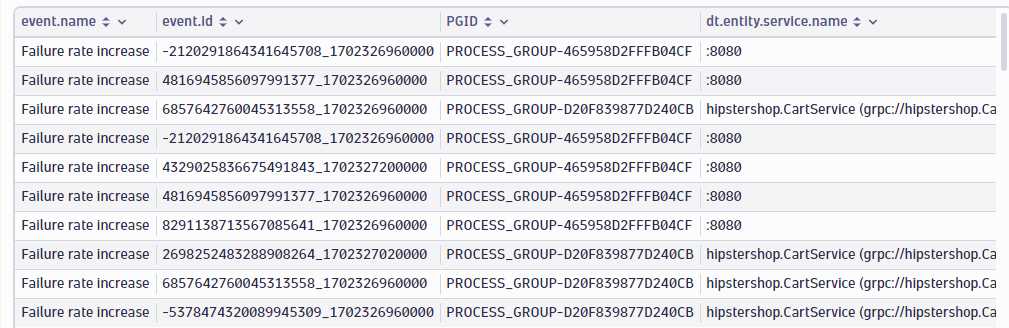 event.name event.id PGID dt.entity.service.name
Failure rate increase -2120291864341645708_1702326960000 PROCESS_GROUP-465958D2FFFB04CF :8080
Failure rate increase 4816945856097991377_1702326960000 PROCESS_GROUP-465958D2FFFB04CF :8080
Failure rate increase 6857642760045313558_1702326960000 PROCESS_GROUP-D20F839877D240CB hipstershop.CartService (grpc://hipstershop.Ca
Failure rate increase -2120291864341645708_1702326960000 PROCESS_GROUP-465958D2FFFB04CF :8080
Failure rate increase 4329025836675491843_1702327200000 PROCESS_GROUP-465958D2FFFB04CF :8080
Failure rate increase 4816945856097991377_1702326960000 PROCESS_GROUP-465958D2FFFB04CF :8080
Failure rate increase 8291138713567085641_1702326960000 PROCESS_GROUP-465958D2FFFB04CF :8080
Failure rate increase 2698252483288908264_1702327020000 PROCESS_GROUP-D20F839877D240CB hipstershop.CartService (grpc://hipstershop.Ca
Failure rate increase 6857642760045313558_1702326960000 PROCESS_GROUP-D20F839877D240CB hipstershop.CartService (grpc://hipstershop.Ca
Failure rate increase -5378474320089945309_1702326960000 PROCESS_GROUP-D20F839877D240CB hipstershop.CartService (grpc://hipstershop.Ca